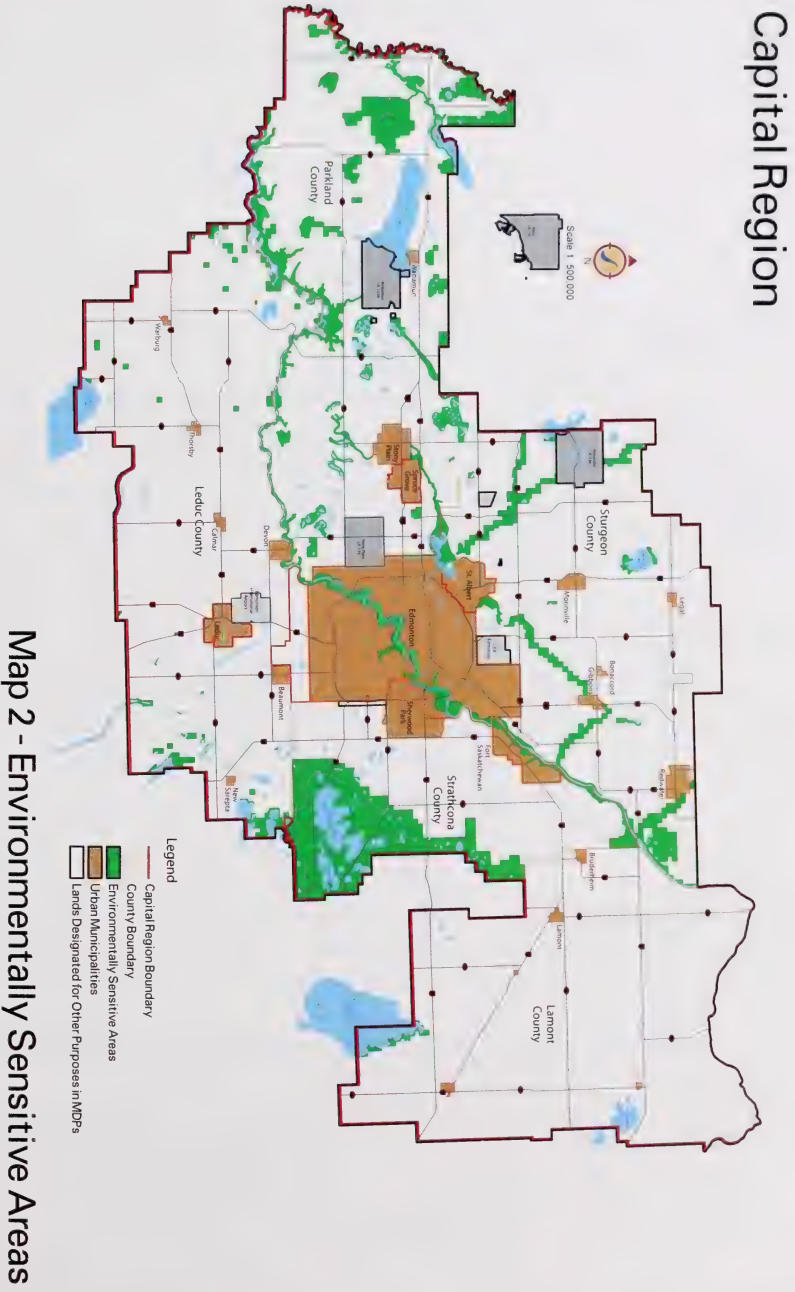 Capital Region
Scale 1 500,000
N
Parkland
County
Wabamun
Warburg
Thorsby
Leduc County
Calmar
Devon
Stony
Plain
Spruce
Grove
Sturgeon
County
St. Albert
Morinville
Legal
Edmonton
Bonaccord
Gibbons
Redwater
Leduc
Beaumont
Sherwood
Park
Fort
Saskatchewan
Strathcona
County
New
Sarepta
Bruderheim
Lamont
Lamont
County
Legend
Capital Region Boundary
County Boundary
Environmentally Sensitive Areas
Urban Municipalities
Lands Designated for Other Purposes in MDPs
Map 2 - Environmentally Sensitive Areas